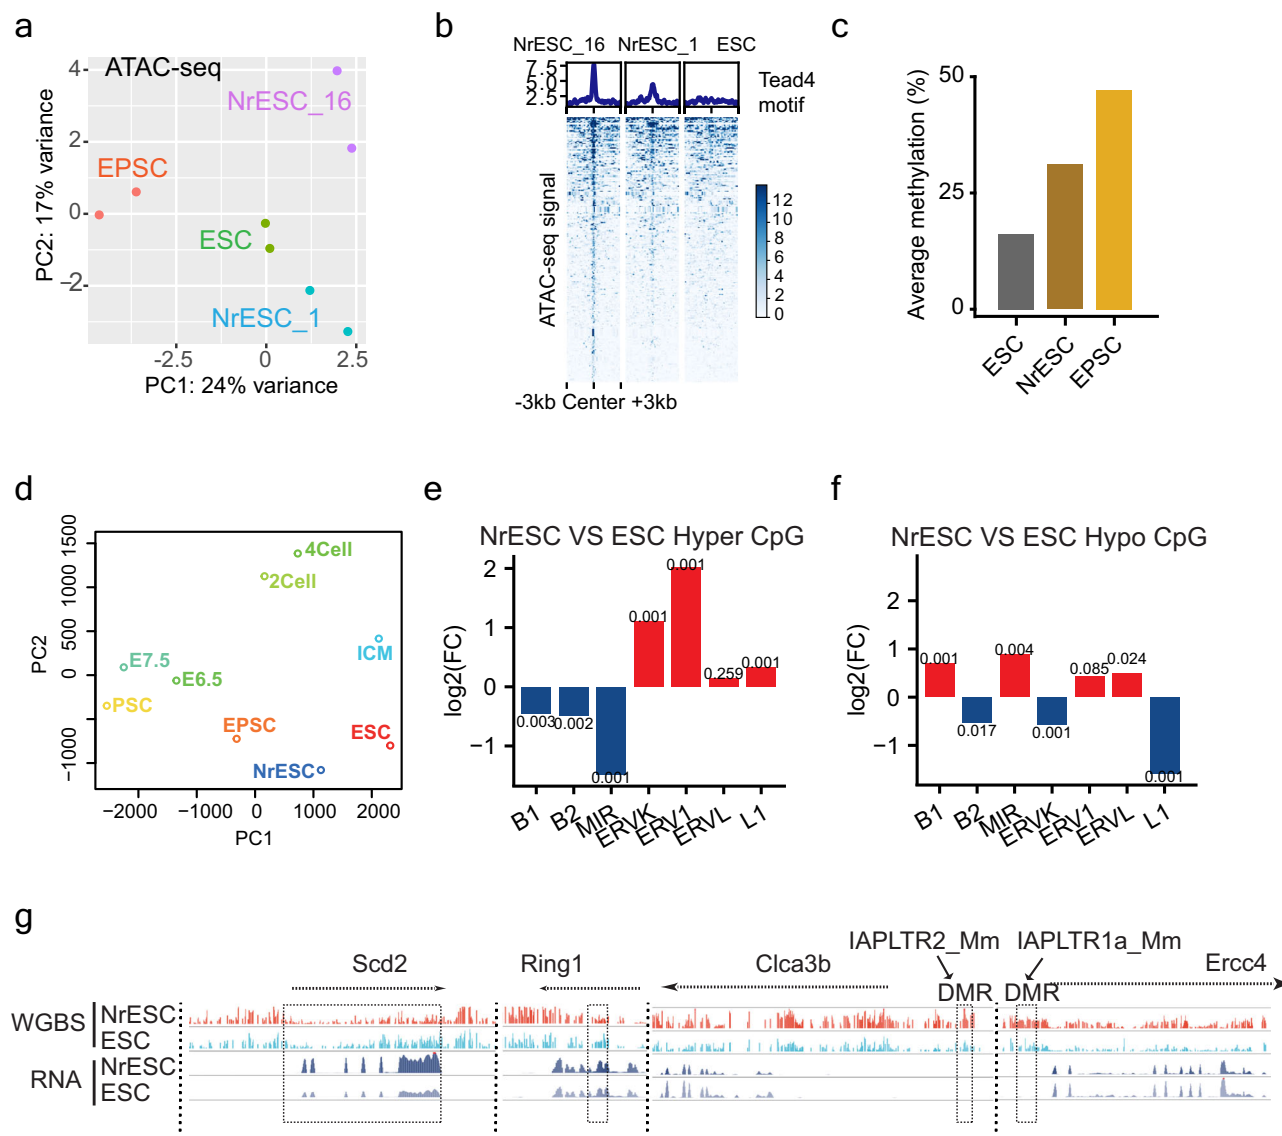 a
ATAC-seq
NrESC_16
EPSC
ESC
NrESC_1
4
2
0
−2
-2.5
0
2.5
PC2: 17% variance
PC1: 24% variance
b
NrESC_16 NrESC_1 ESC
7.5
5.0
2.5
Tead4
motif
ATAC-seq signal
12
10
8
6
4
2
0
-3kb Center +3kb
c
Average methylation (%)
50
25
0
ESC
NrESC
EPSC
d
PC2
1500
1000
500
0
−1000
4Cell
2Cell
ICM
E7.5
E6.5
PSC
EPSC
ESC
NrESC
−2000
−1000
0
1000
2000
PC1
e
NrESC VS ESC Hyper CpG
log2(FC)
2
1
0
−1
0.003
0.002
0.001
0.001
0.001
0.259
0.001
B1
B2
MIR
ERVK
ERV1
ERVL
L1
f
NrESC VS ESC Hypo CpG
log2(FC)
2
1
0
−1
0.001
0.017
0.004
0.001
0.085
0.024
0.001
B1
B2
MIR
ERVK
ERV1
ERVL
L1
g
IAPLTR2_Mm IAPLTR1a_Mm
Scd2 Ring1 Clca3b Ercc4
DMR DMR
WGBS
NrESC
ESC
RNA
NrESC
ESC